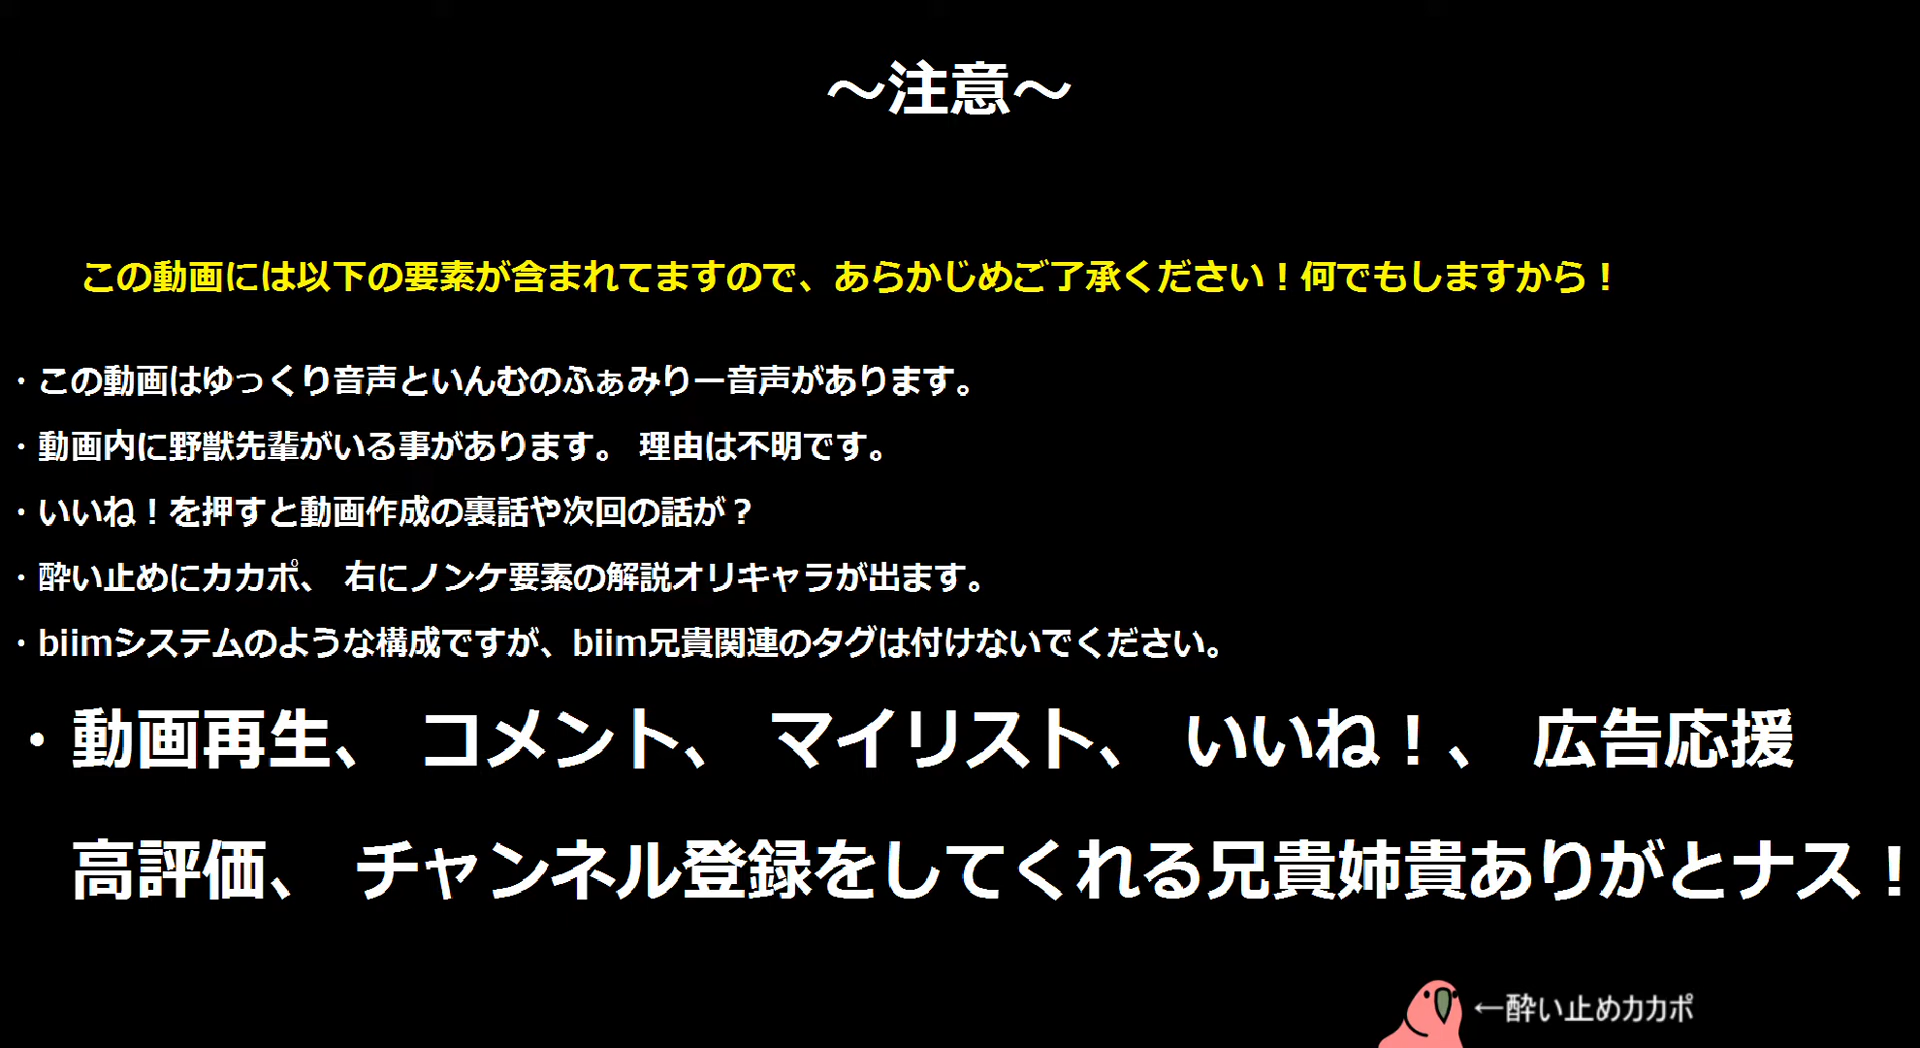 ～注意～
この動画には以下の要素が含まれてますので、あらかじめご了承ください！何でもしますから！
・この動画はゆっくり音声といんむのふぁみりー音声があります。
・動画内に野獣先輩がいる事があります。 理由は不明です。
・いいね！を押すと動画作成の裏話や次回の話が？
・酔い止めにカカポ、 右にノンケ要素の解説オリキャラが出ます。
・biimシステムのような構成ですが、biim兄貴関連のタグは付けないでください。
・動画再生、 コメント、 マイリスト、 いいね！、 広告応援
高評価、 チャンネル登録をしてくれる兄貴姉貴ありがとナス！
←酔い止めカカポ